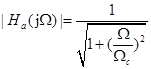 | H_a(jΩ) |= 1 / √(1+(Ω/Ω_c)^2)